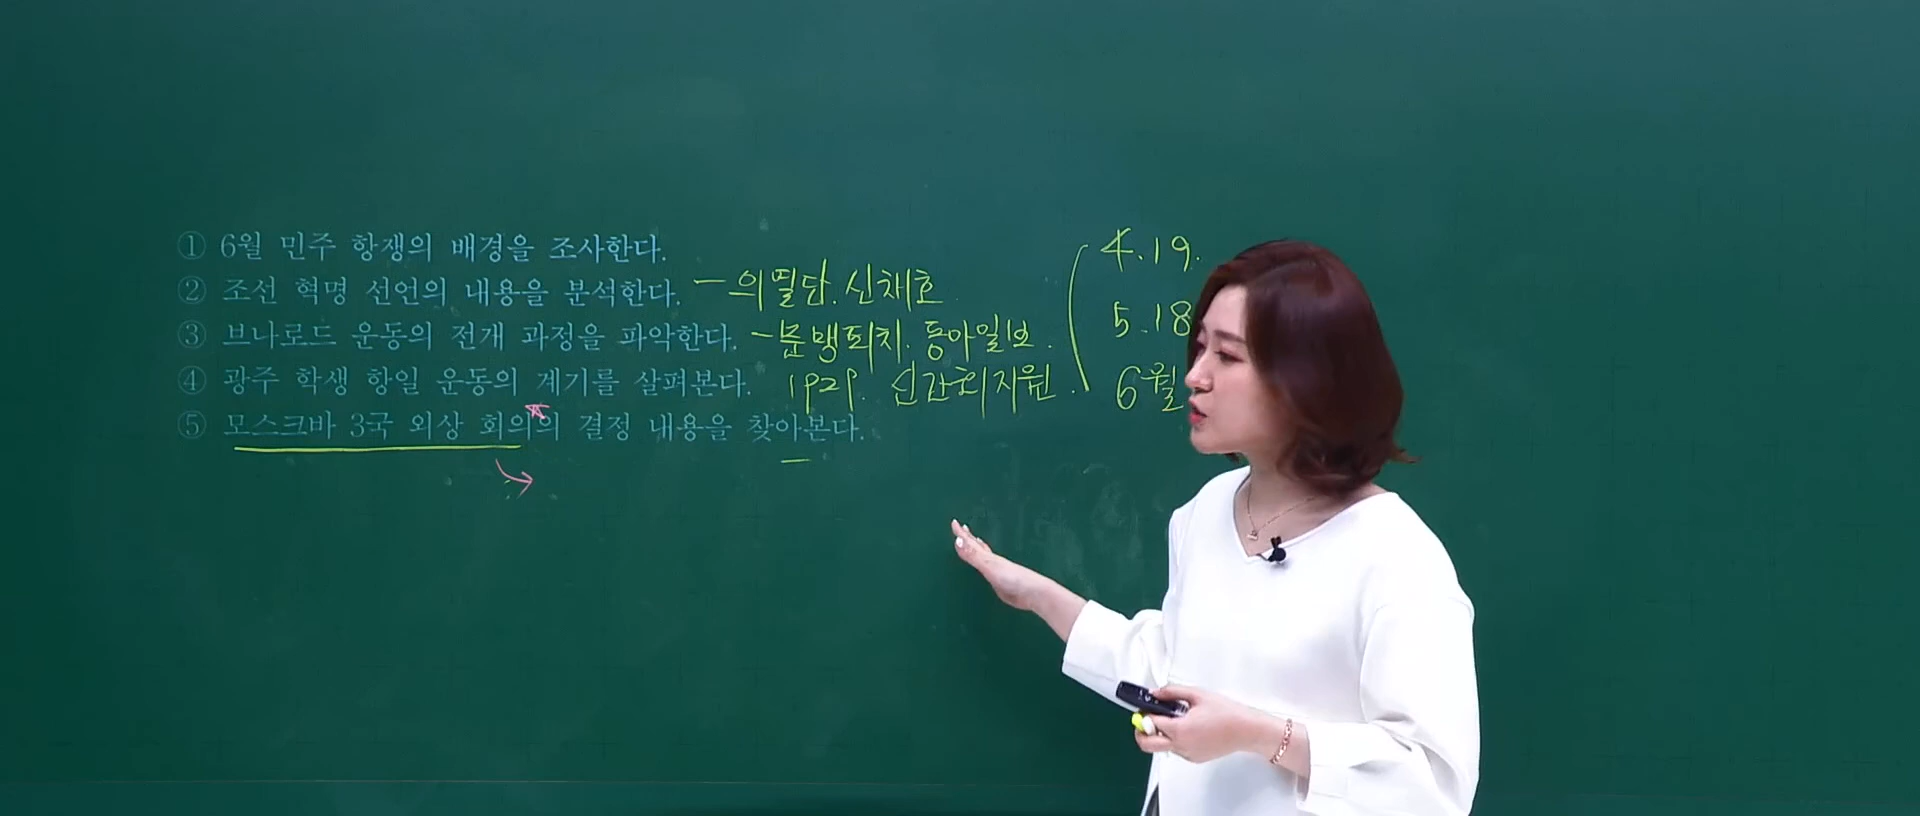 ① 6월 민주 항쟁의 배경을 조사한다.
② 조선 혁명 선언의 내용을 분석한다. - 의열단. 신채호
③ 브나로드 운동의 전개 과정을 파악한다. - 문맹퇴치. 동아일보.
④ 광주 학생 항일 운동의 계기를 살펴본다. 1929. 신간회지원.
⑤ 모스크바 3국 외상 회의의 결정 내용을 찾아본다.
4.19.
5.18
6월